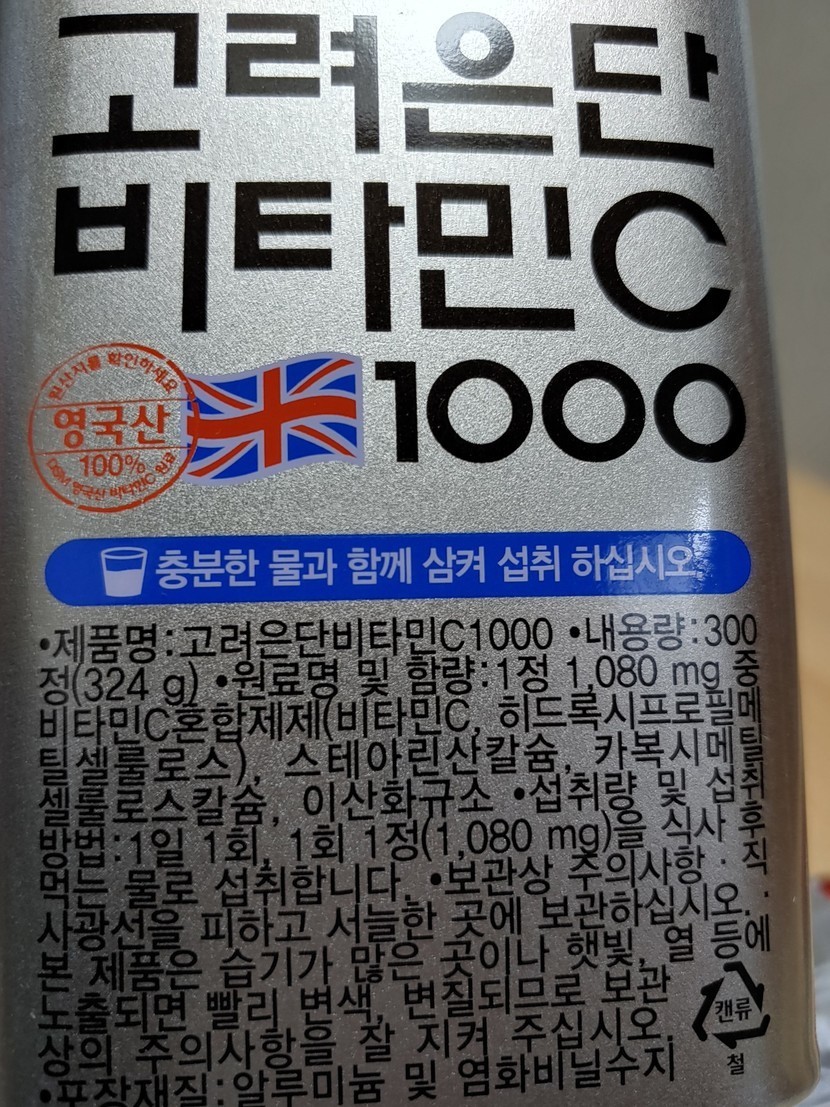 고려은단
비타민C
1000
원산지를 확인하세요
영국산
100%
DSM 영국산 비타민C 원료
충분한 물과 함께 삼켜 섭취 하십시오.
•제품명:고려은단비타민C1000 •내용량:300
정(324 g) •원료명 및 함량:1정 1,080 mg 중
비타민C혼합제제(비타민C, 히드록시프로필메
틸셀룰로스), 스테아린산칼슘, 카복시메틸
셀룰로스칼슘, 이산화규소 •섭취량 및 섭취
방법:1일 1회, 1회 1정(1,080 mg)을 식사 후
먹는 물로 섭취합니다. •보관상 주의사항 · 직
사광선을 피하고 서늘한 곳에 보관하십시오. ·
본 제품은 습기가 많은 곳이나 햇빛, 열 등에
노출되면 빨리 변색, 변질되므로 보관
상의 주의사항을 잘 지켜 주십시오.
•포장재질:알루미늄 및 염화비닐수지
캔류
철